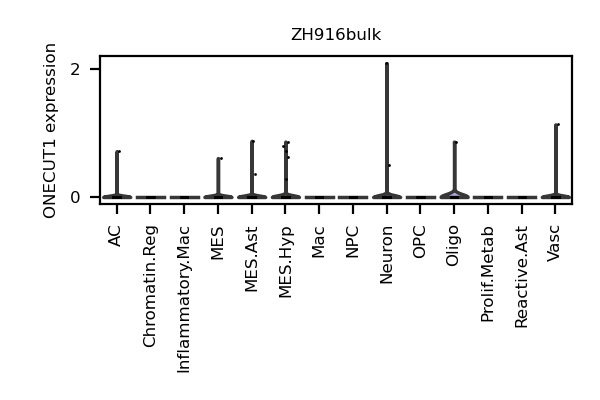 ZH916bulk
ONECUT1 expression
2
0
AC
Chromatin.Reg
Inflammatory.Mac
MES
MES.Ast
MES.Hyp
Mac
NPC
Neuron
OPC
Oligo
Prolif.Metab
Reactive.Ast
Vasc